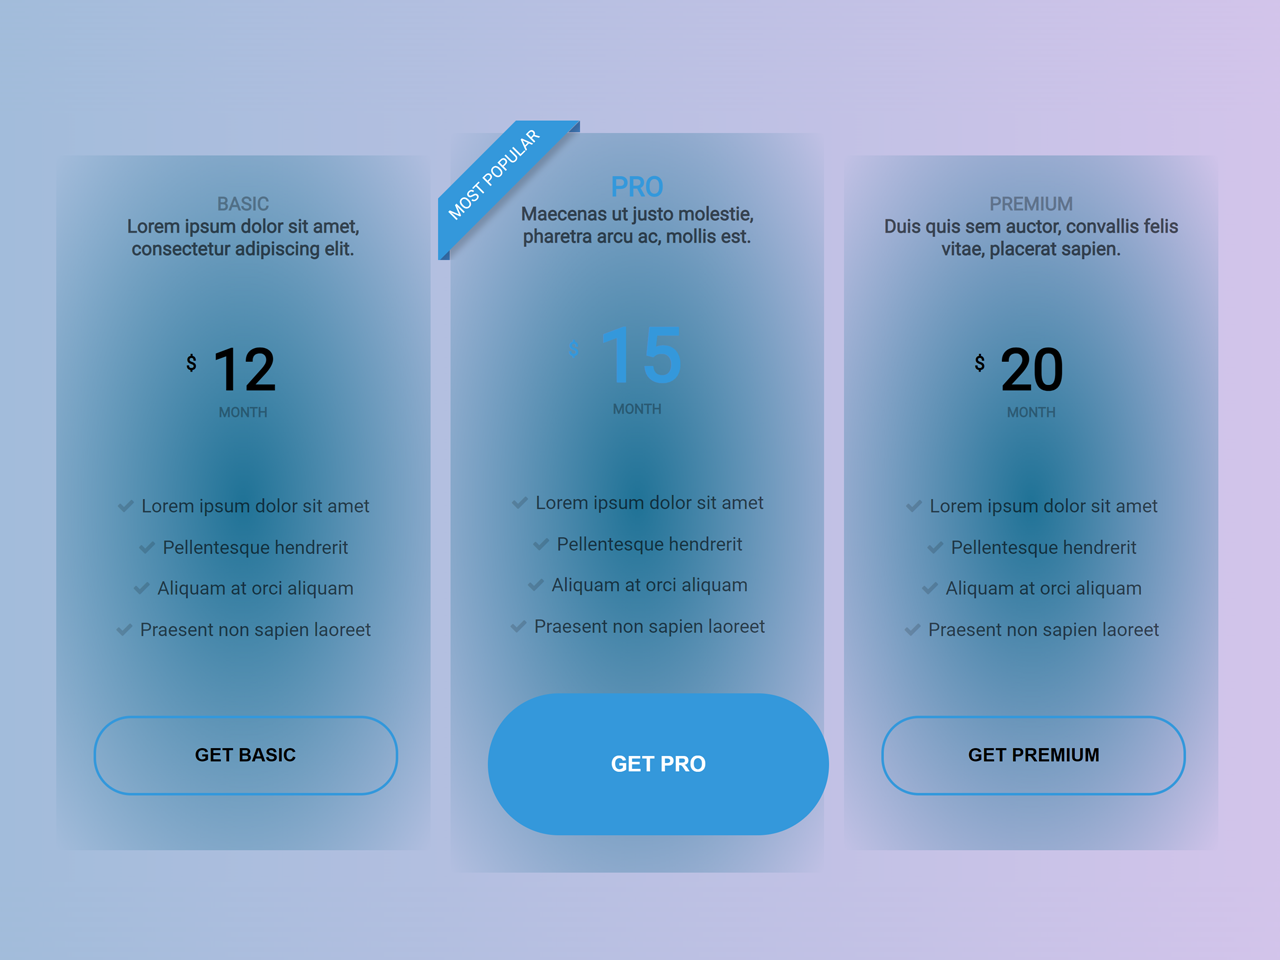 BASIC
Lorem ipsum dolor sit amet,
consectetur adipiscing elit.
$ 12
MONTH
Lorem ipsum dolor sit amet
Pellentesque hendrerit
Aliquam at orci aliquam
Praesent non sapien laoreet
GET BASIC
MOST POPULAR
PRO
Maecenas ut justo molestie,
pharetra arcu ac, mollis est.
$ 15
MONTH
Lorem ipsum dolor sit amet
Pellentesque hendrerit
Aliquam at orci aliquam
Praesent non sapien laoreet
GET PRO
PREMIUM
Duis quis sem auctor, convallis felis
vitae, placerat sapien.
$ 20
MONTH
Lorem ipsum dolor sit amet
Pellentesque hendrerit
Aliquam at orci aliquam
Praesent non sapien laoreet
GET PREMIUM